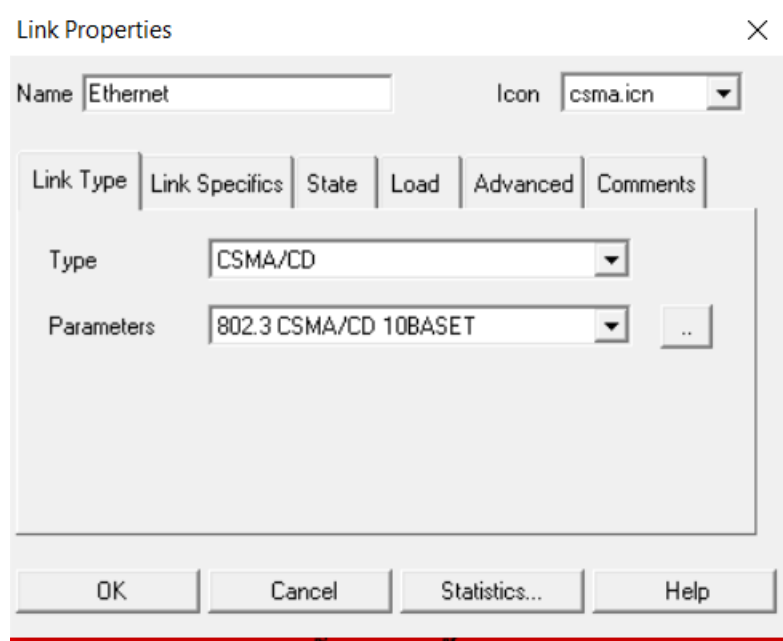 Link Properties
Name Ethernet Icon csma.icn
Link Type Link Specifics State Load Advanced Comments
Type CSMA/CD
Parameters 802.3 CSMA/CD 10BASET ..
OK Cancel Statistics... Help